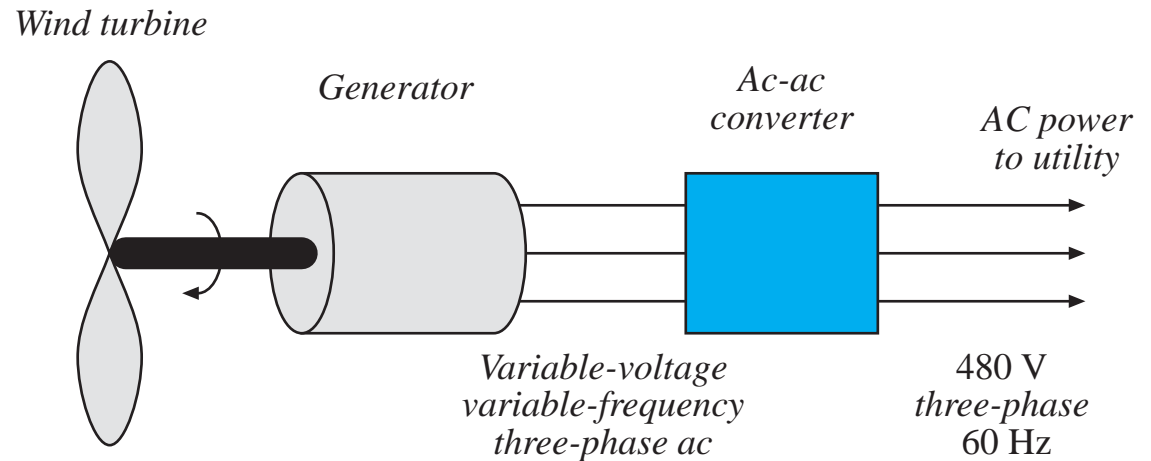 Wind turbine
Generator
Ac-ac
converter
AC power
to utility
Variable-voltage
variable-frequency
three-phase ac
480 V
three-phase
60 Hz